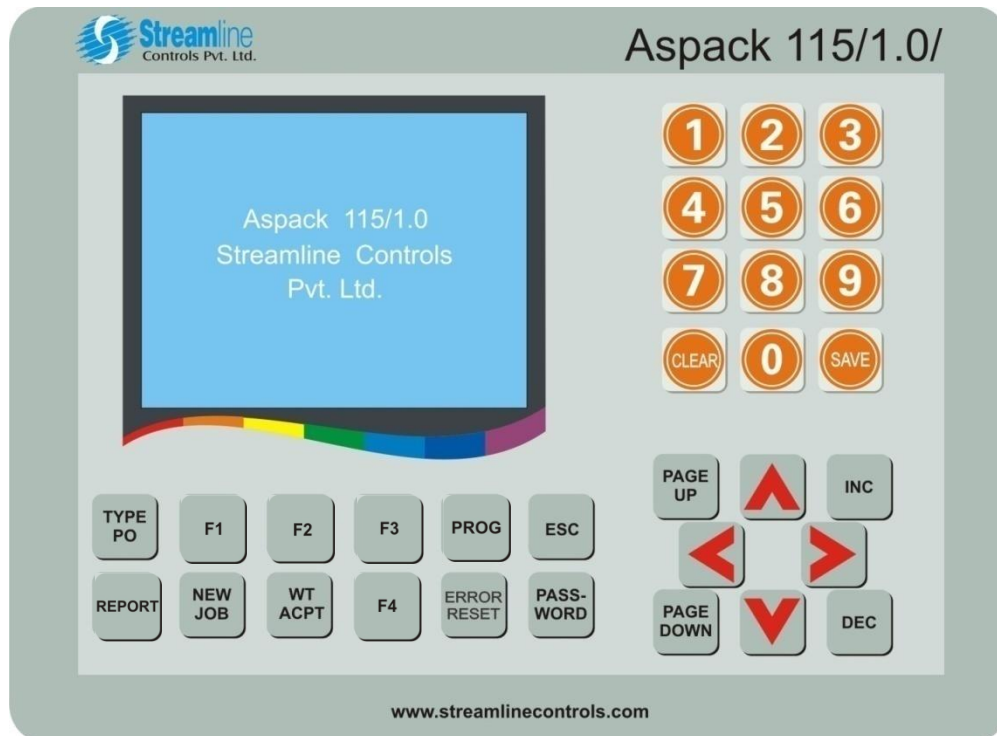 Streamline
Controls Pvt. Ltd.
Aspack 115/1.0/
Aspack 115/1.0
Streamline Controls
Pvt. Ltd.
1 2 3
4 5 6
7 8 9
CLEAR 0 SAVE
TYPE
PO
F1
F2
F3
PROG
ESC
REPORT
NEW
JOB
WT
ACPT
F4
ERROR
RESET
PASS-
WORD
PAGE
UP
INC
PAGE
DOWN
DEC
www.streamlinecontrols.com